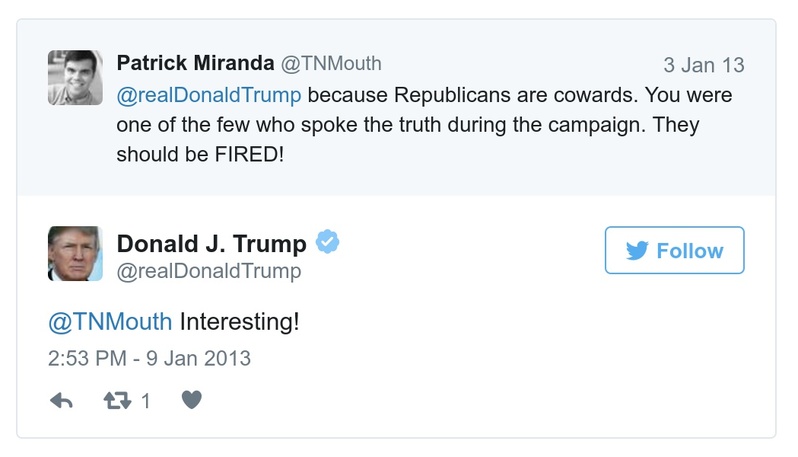 Patrick Miranda @TNMouth 3 Jan 13
@realDonaldTrump because Republicans are cowards. You were
one of the few who spoke the truth during the campaign. They
should be FIRED!
Donald J. Trump
@realDonaldTrump
Follow
@TNMouth Interesting!
2:53 PM - 9 Jan 2013
1